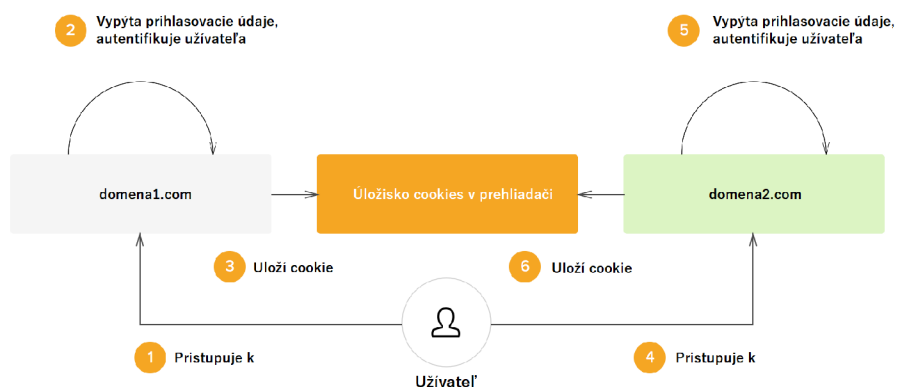 2 Vypýta prihlasovacie údaje,
autentifikuje užívateľa
5 Vypýta prihlasovacie údaje,
autentifikuje užívateľa
domena1.com
Úložisko cookies v prehliadači
domena2.com
3 Uloží cookie
6 Uloží cookie
1 Pristupuje k
4 Pristupuje k
Užívateľ